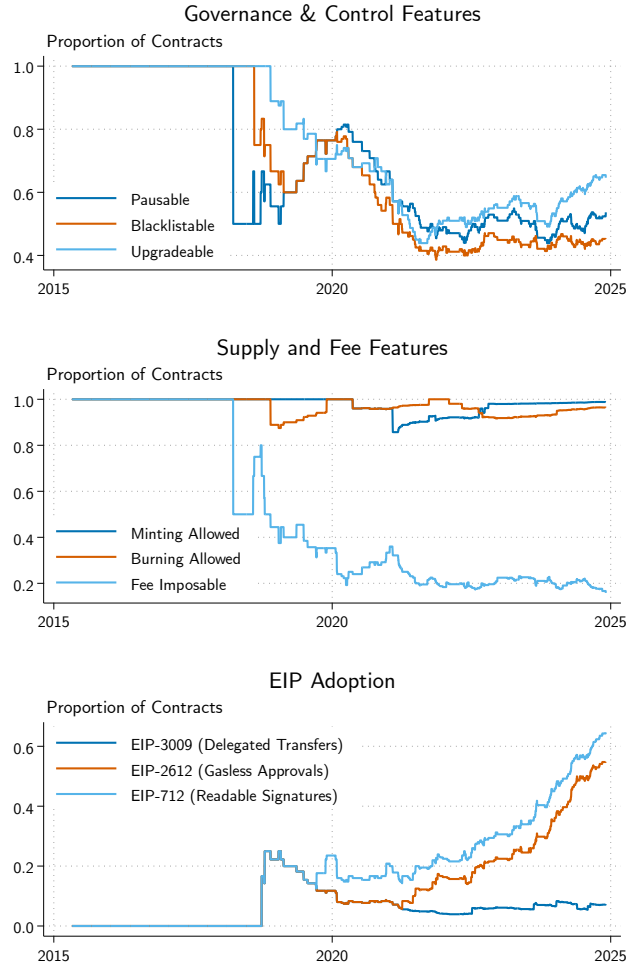 Governance & Control Features
Proportion of Contracts
1.0
0.8
0.6
0.4
Pausable
Blacklistable
Upgradeable
2015
2020
2025
Supply and Fee Features
Proportion of Contracts
1.0
0.8
0.6
0.4
0.2
Minting Allowed
Burning Allowed
Fee Imposable
2015
2020
2025
EIP Adoption
Proportion of Contracts
0.6
0.4
0.2
0.0
EIP-3009 (Delegated Transfers)
EIP-2612 (Gasless Approvals)
EIP-712 (Readable Signatures)
2015
2020
2025